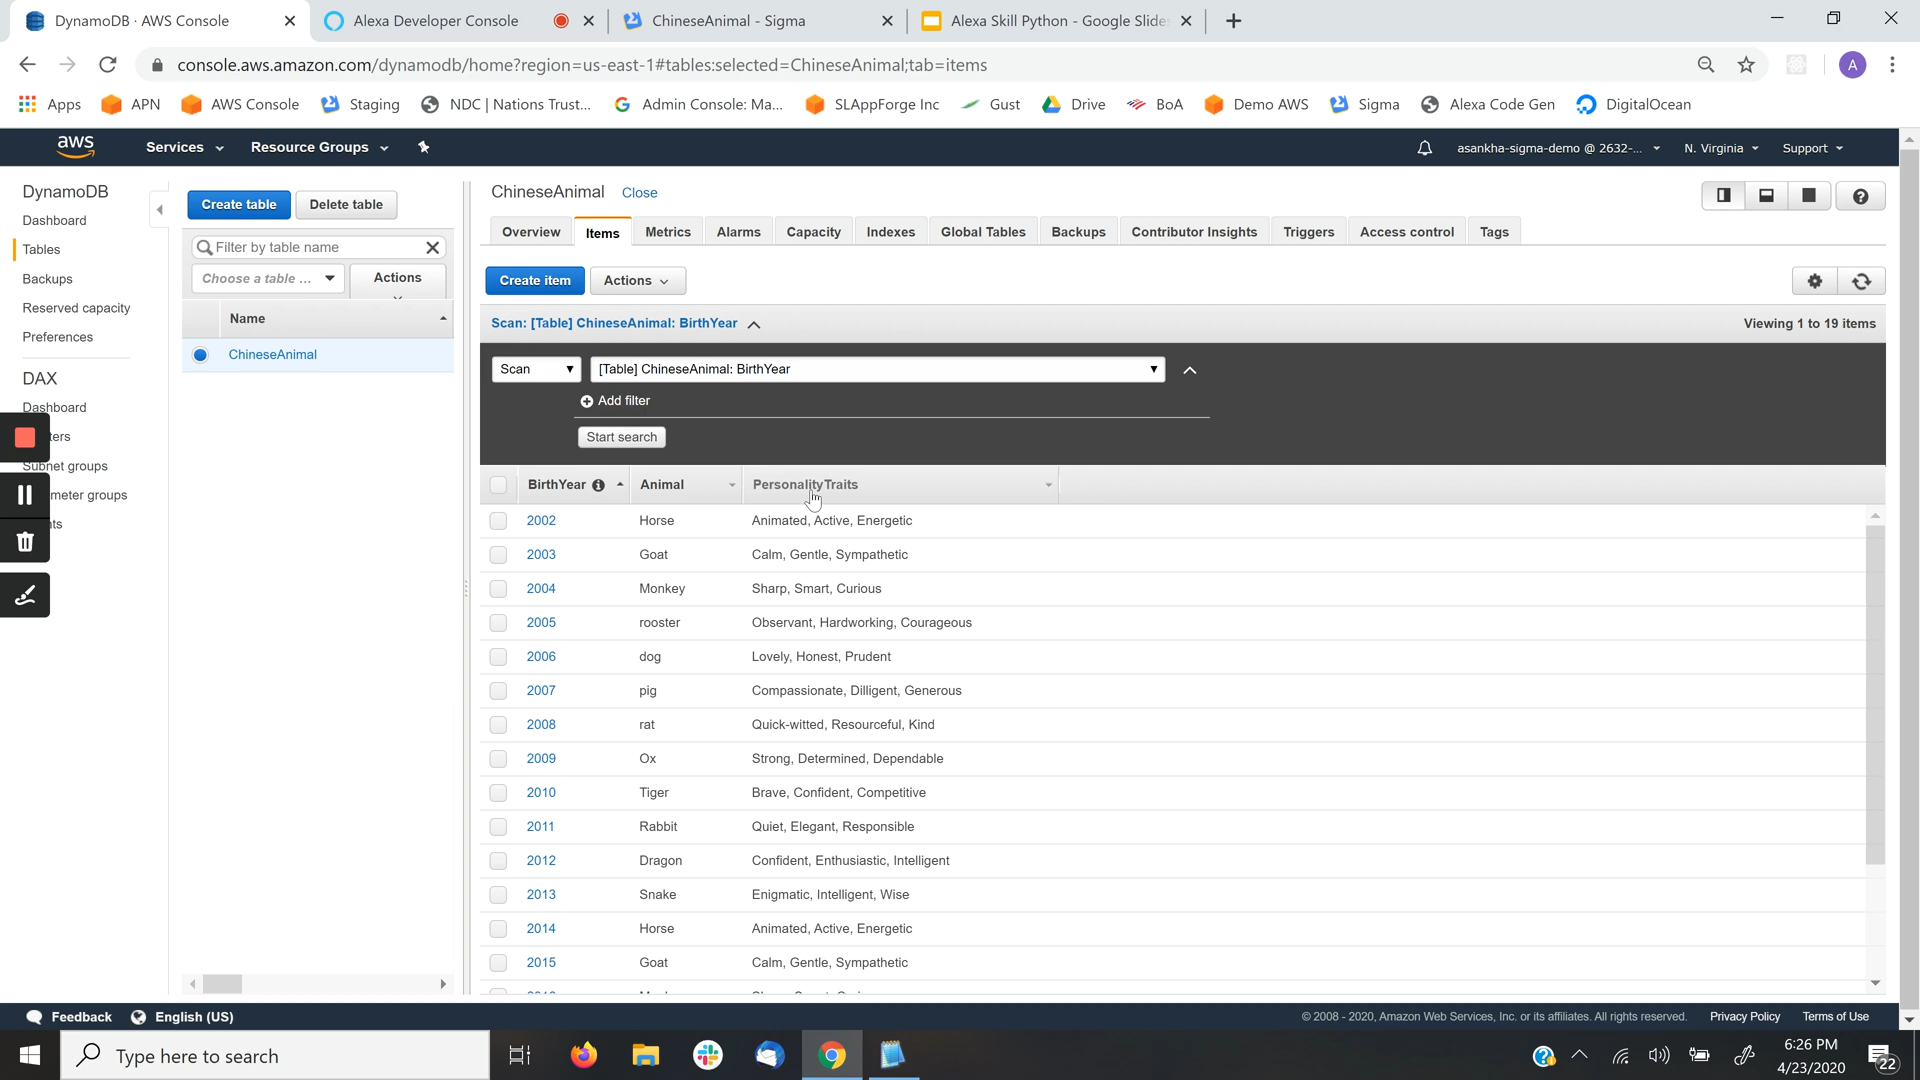 DynamoDB · AWS Console
Alexa Developer Console
ChineseAnimal - Sigma
Alexa Skill Python - Google Slide
console.aws.amazon.com/dynamodb/home?region=us-east-1#tables:selected=ChineseAnimal;tab=items
A
Apps
APN
AWS Console
Staging
NDC | Nations Trust...
Admin Console: Ma...
SLAppForge Inc
Gust
Drive
BoA
Demo AWS
Sigma
Alexa Code Gen
DigitalOcean
aws
Services
Resource Groups
asankha-sigma-demo @ 2632-...
N. Virginia
Support
DynamoDB
Dashboard
Tables
Backups
Reserved capacity
Preferences
DAX
Dashboard
ters
Subnet groups
meter groups
nts
Create table
Delete table
Filter by table name
Choose a table ...
Actions
Name
ChineseAnimal
ChineseAnimal Close
Overview
Items
Metrics
Alarms
Capacity
Indexes
Global Tables
Backups
Contributor Insights
Triggers
Access control
Tags
Create item
Actions
Scan: [Table] ChineseAnimal: BirthYear
Viewing 1 to 19 items
Scan
[Table] ChineseAnimal: BirthYear
Add filter
Start search
BirthYear Animal PersonalityTraits
2002 Horse Animated, Active, Energetic
2003 Goat Calm, Gentle, Sympathetic
2004 Monkey Sharp, Smart, Curious
2005 rooster Observant, Hardworking, Courageous
2006 dog Lovely, Honest, Prudent
2007 pig Compassionate, Dilligent, Generous
2008 rat Quick-witted, Resourceful, Kind
2009 Ox Strong, Determined, Dependable
2010 Tiger Brave, Confident, Competitive
2011 Rabbit Quiet, Elegant, Responsible
2012 Dragon Confident, Enthusiastic, Intelligent
2013 Snake Enigmatic, Intelligent, Wise
2014 Horse Animated, Active, Energetic
2015 Goat Calm, Gentle, Sympathetic
Feedback
English (US)
© 2008 - 2020, Amazon Web Services, Inc. or its affiliates. All rights reserved.
Privacy Policy
Terms of Use
Type here to search
6:26 PM
4/23/2020
22